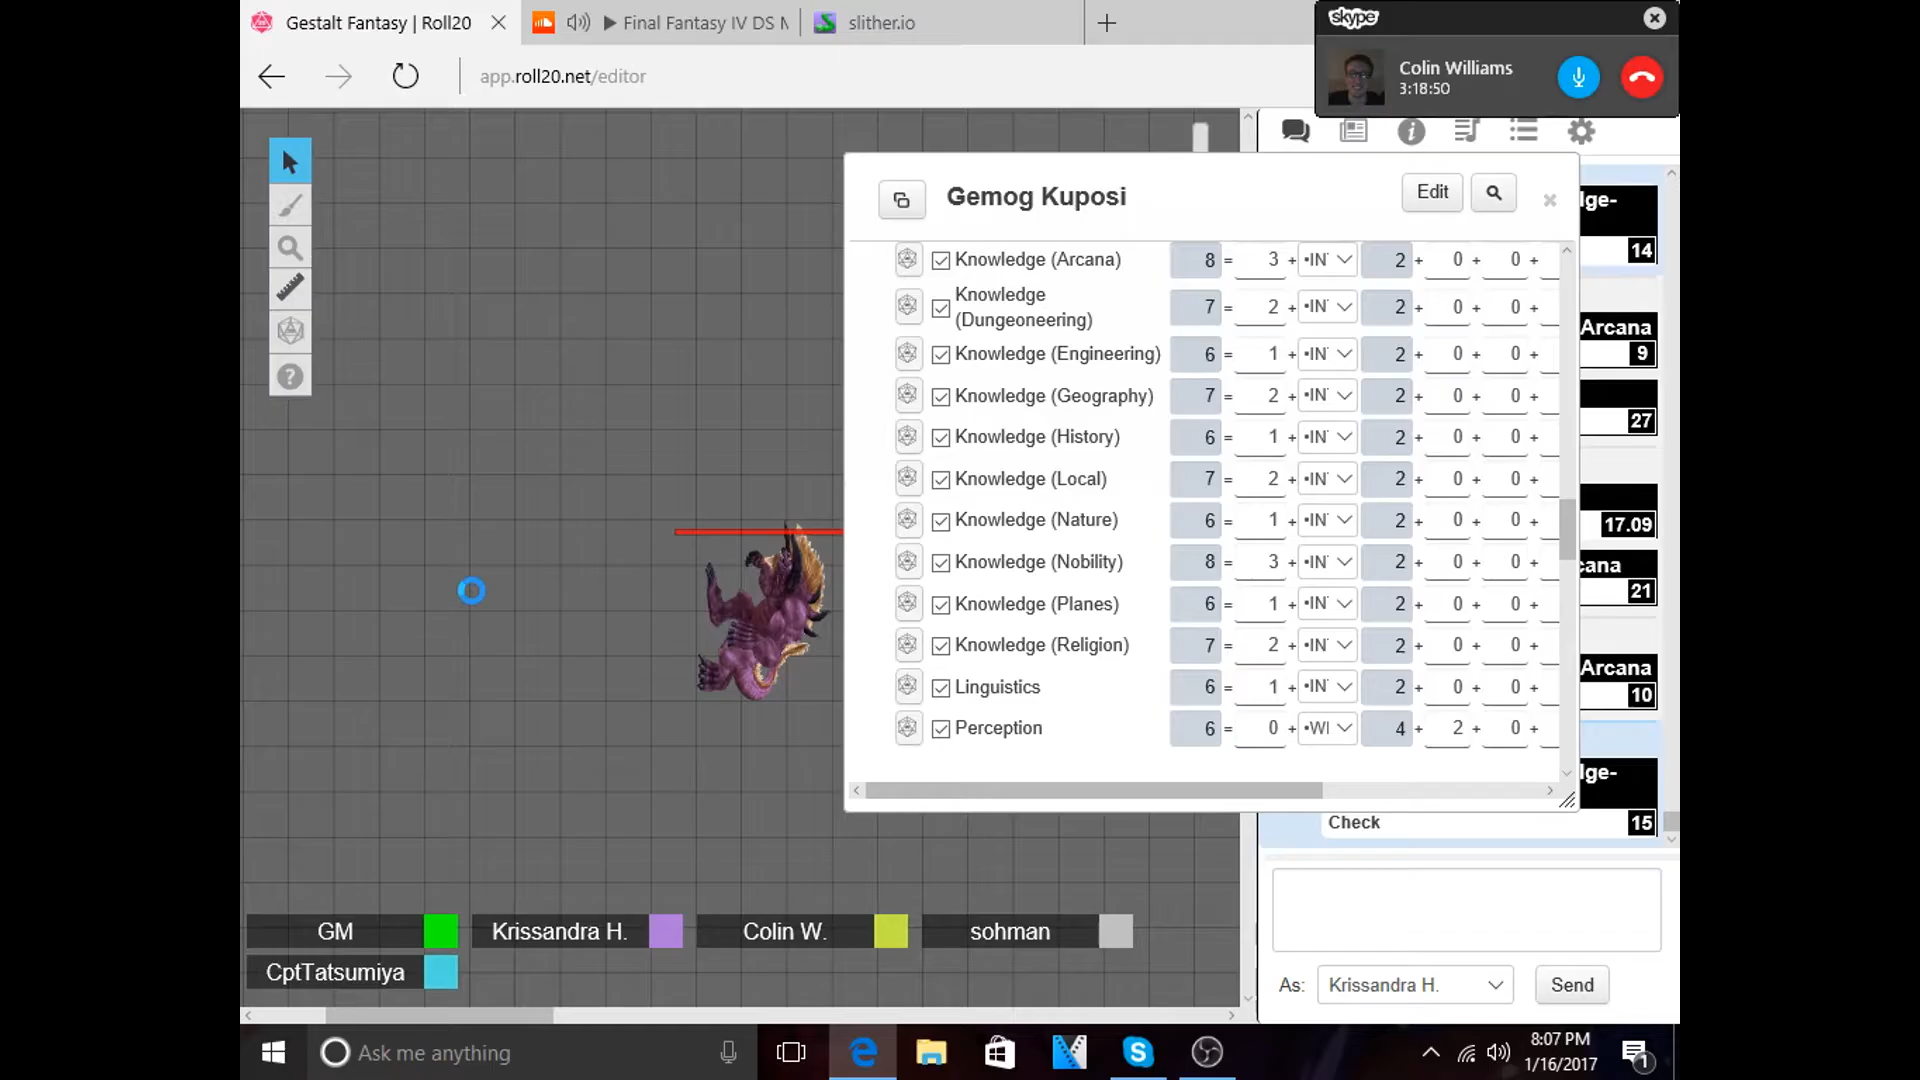 Gestalt Fantasy | Roll20
Final Fantasy IV DS M
slither.io
skype
Colin Williams
3:18:50
app.roll20.net/editor
Gemog Kuposi
Edit
Knowledge (Arcana) 8 = 3 + •IN 2 + 0 + 0 +
Knowledge (Dungeoneering) 7 = 2 + •IN 2 + 0 + 0 +
Knowledge (Engineering) 6 = 1 + •IN 2 + 0 + 0 +
Knowledge (Geography) 7 = 2 + •IN 2 + 0 + 0 +
Knowledge (History) 6 = 1 + •IN 2 + 0 + 0 +
Knowledge (Local) 7 = 2 + •IN 2 + 0 + 0 +
Knowledge (Nature) 6 = 1 + •IN 2 + 0 + 0 +
Knowledge (Nobility) 8 = 3 + •IN 2 + 0 + 0 +
Knowledge (Planes) 6 = 1 + •IN 2 + 0 + 0 +
Knowledge (Religion) 7 = 2 + •IN 2 + 0 + 0 +
Linguistics 6 = 1 + •IN 2 + 0 + 0 +
Perception 6 = 0 + •WI 4 + 2 + 0 +
lge-
14
Arcana
9
27
17.09
cana
21
Arcana
10
lge-
Check 15
GM
Krissandra H.
Colin W.
sohman
CptTatsumiya
As: Krissandra H. Send
Ask me anything
8:07 PM
1/16/2017
1